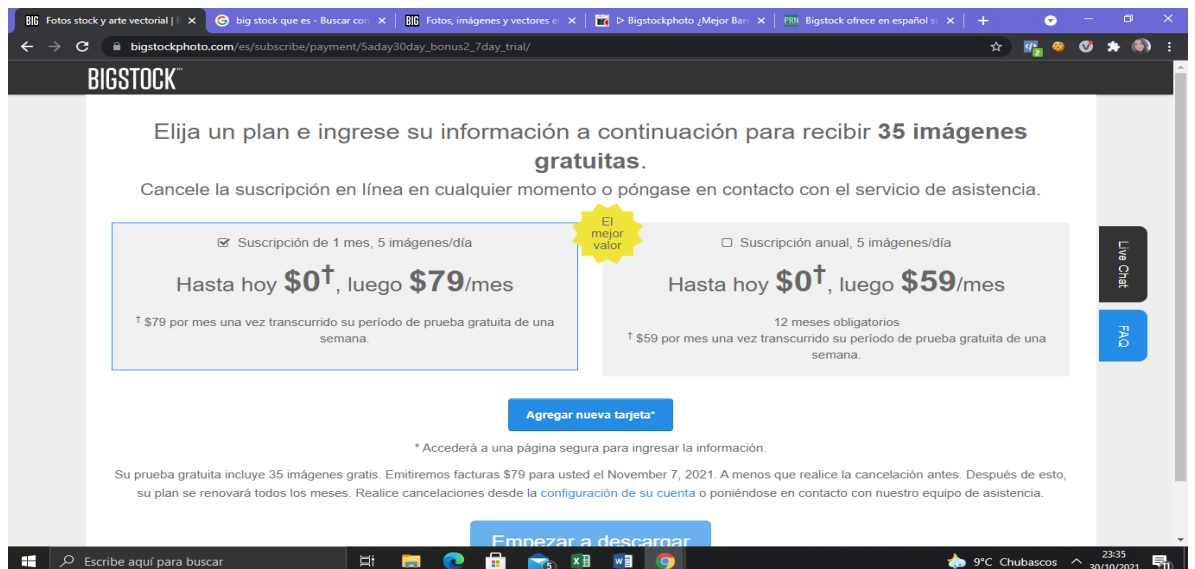 BIG Fotos stock y arte vectorial |
big stock que es - Buscar con
BIG Fotos, imágenes y vectores e
▷ Bigstockphoto ¿Mejor Ban
PRN Bigstock ofrece en español s
bigstockphoto.com/es/subscribe/payment/5aday30day_bonus2_7day_trial/
2
BIGSTOCK™
Elija un plan e ingrese su información a continuación para recibir 35 imágenes
gratuitas.
Cancele la suscripción en línea en cualquier momento o póngase en contacto con el servicio de asistencia.
El
mejor
valor
Suscripción de 1 mes, 5 imágenes/día
Hasta hoy $0†, luego $79/mes
† $79 por mes una vez transcurrido su período de prueba gratuita de una
semana.
Suscripción anual, 5 imágenes/día
Hasta hoy $0†, luego $59/mes
12 meses obligatorios
† $59 por mes una vez transcurrido su período de prueba gratuita de una
semana.
Live Chat
FAQ
Agregar nueva tarjeta*
* Accederá a una página segura para ingresar la información.
Su prueba gratuita incluye 35 imágenes gratis. Emitiremos facturas $79 para usted el November 7, 2021. A menos que realice la cancelación antes. Después de esto,
su plan se renovará todos los meses. Realice cancelaciones desde la configuración de su cuenta o poniéndose en contacto con nuestro equipo de asistencia.
Empezar a descargar
Escribe aquí para buscar
5
9°C Chubascos
23:35
30/10/2021
11